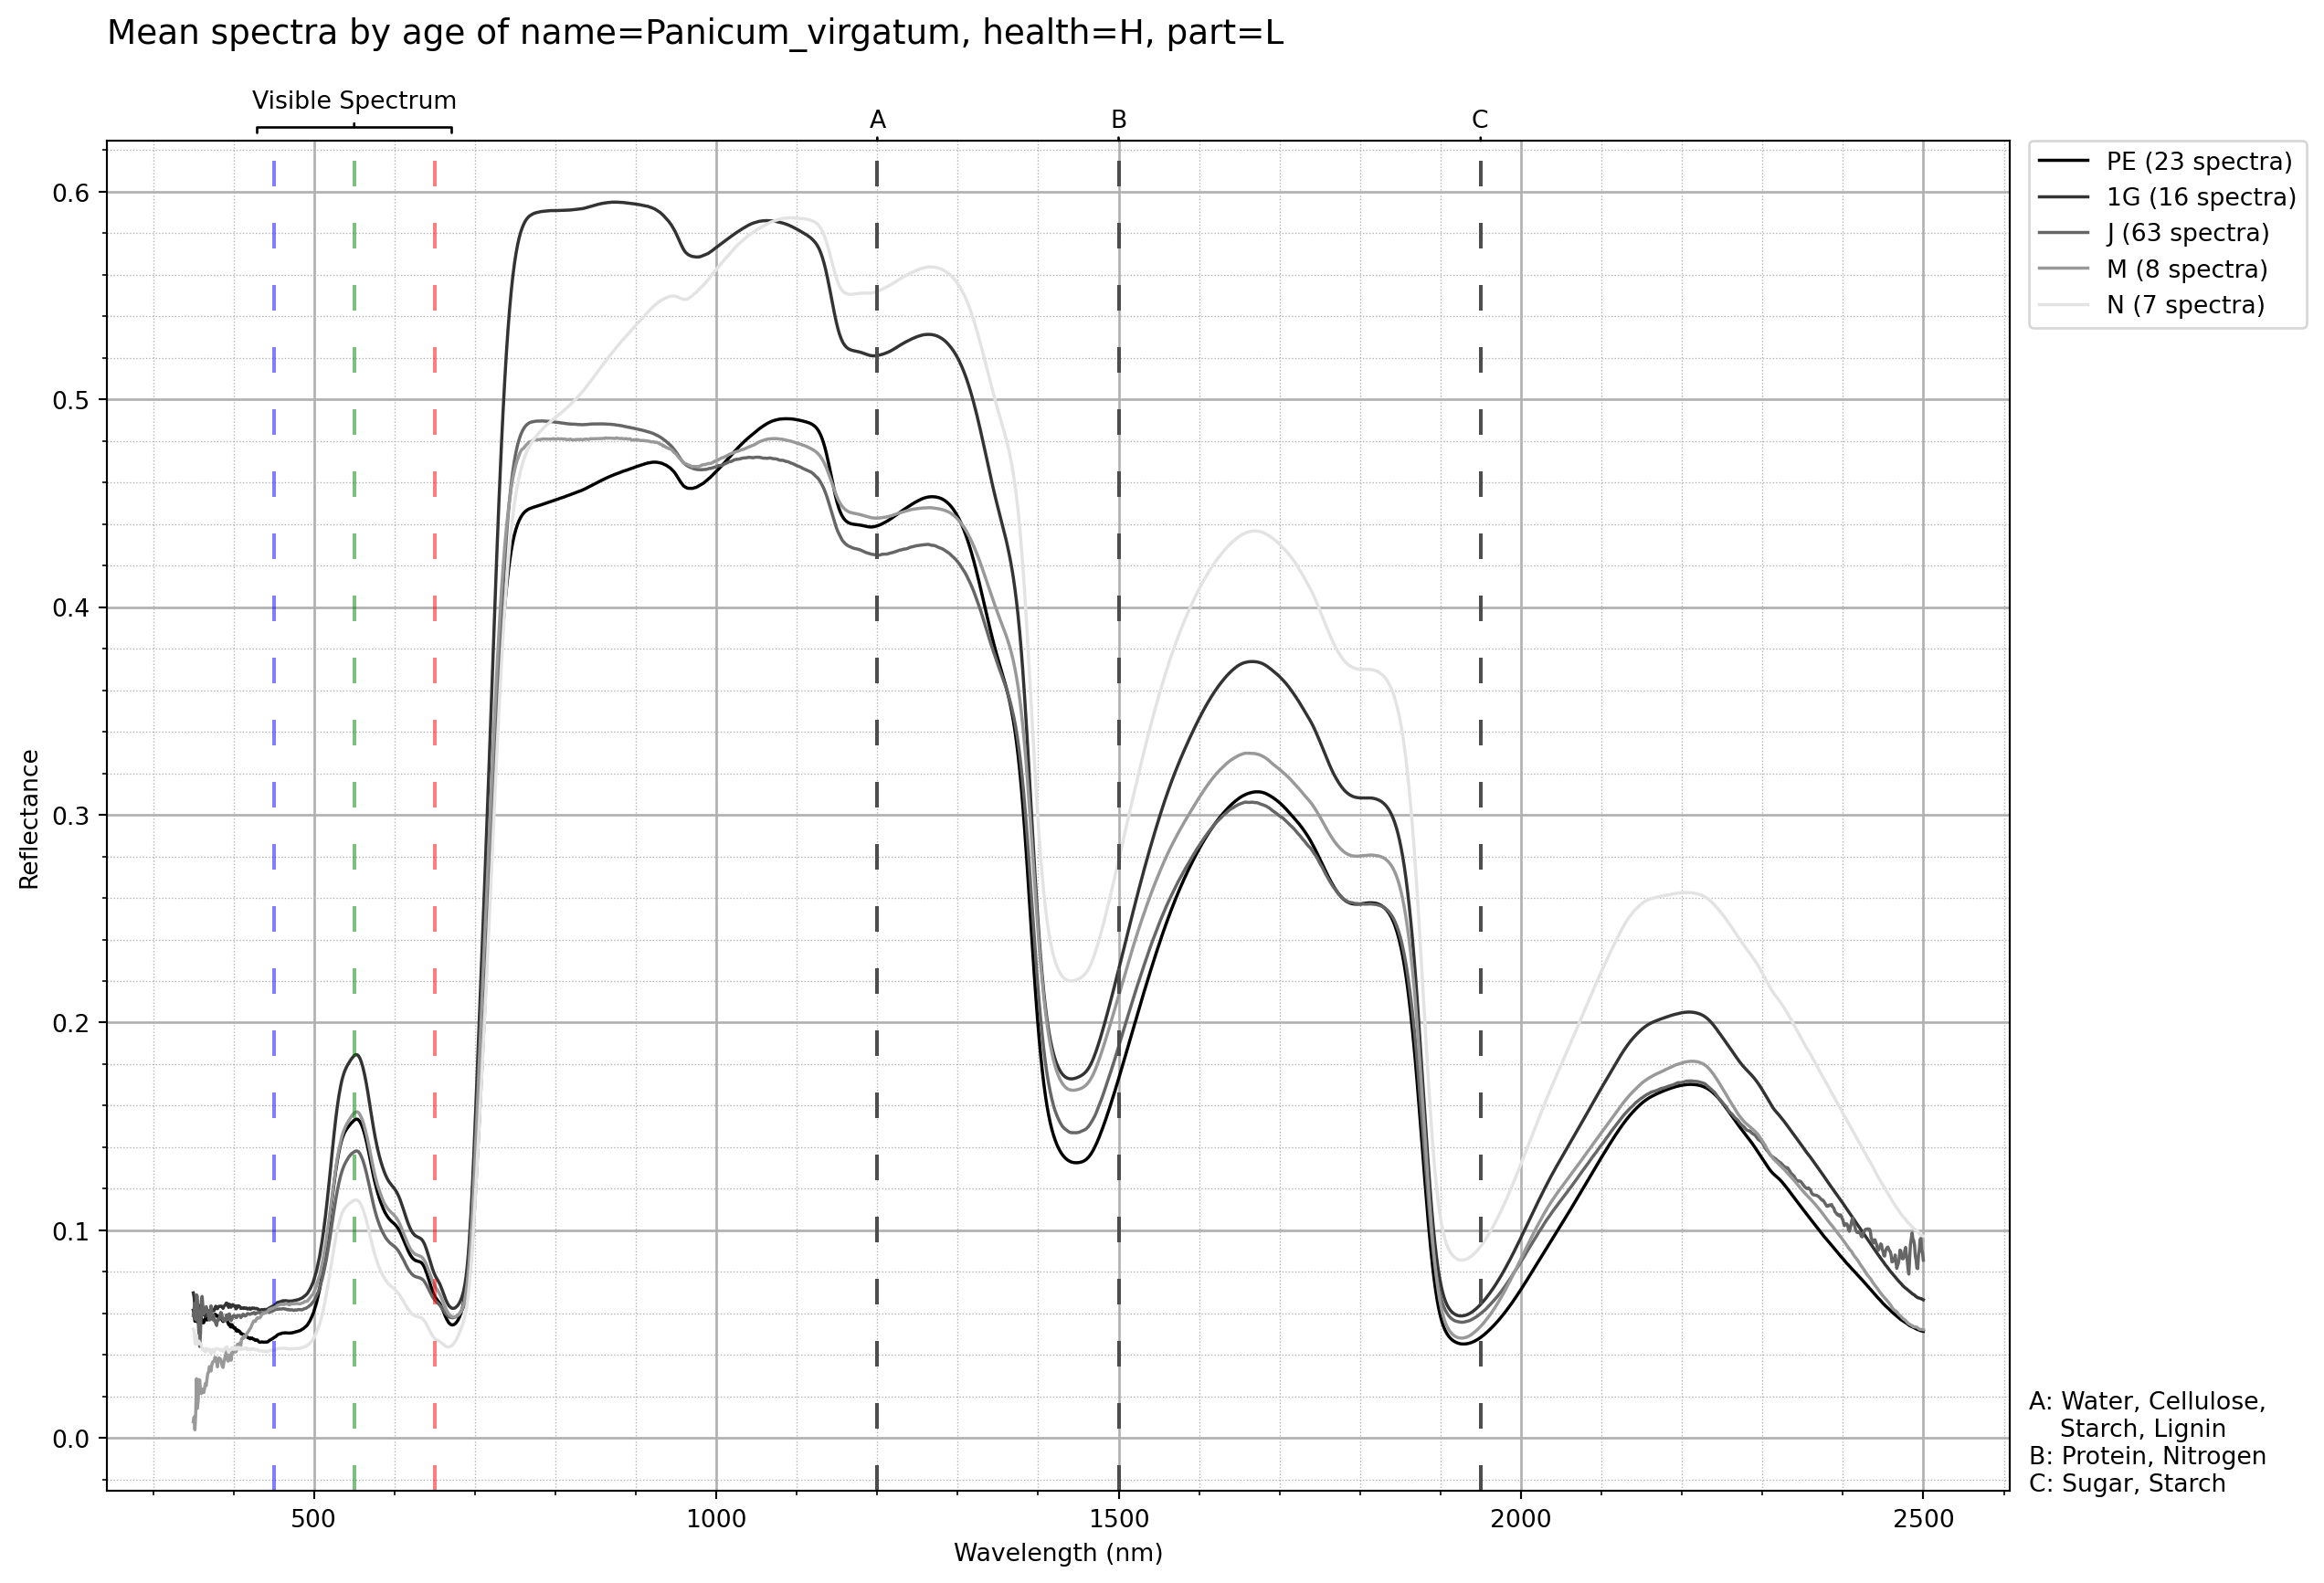 Mean spectra by age of name=Panicum_virgatum, health=H, part=L
Visible Spectrum
A
B
C
PE (23 spectra)
1G (16 spectra)
J (63 spectra)
M (8 spectra)
N (7 spectra)
0.6
0.5
0.4
0.3
0.2
0.1
0.0
Reflectance
500
1000
1500
2000
2500
Wavelength (nm)
A: Water, Cellulose,
Starch, Lignin
B: Protein, Nitrogen
C: Sugar, Starch